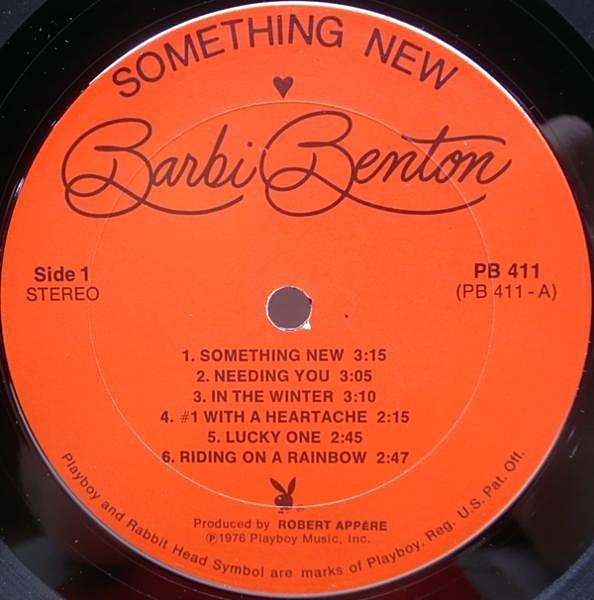 SOMETHING NEW
Barbi Benton
Side 1
STEREO
PB 411
(PB 411-A)
1. SOMETHING NEW 3:15
2. NEEDING YOU 3:05
3. IN THE WINTER 3:10
4. #1 WITH A HEARTACHE 2:15
5. LUCKY ONE 2:45
6. RIDING ON A RAINBOW 2:47
Produced by ROBERT APPÉRE
℗1976 Playboy Music, Inc.
Playboy and Rabbit Head Symbol are marks of Playboy. Reg. U.S. Pat. Off.